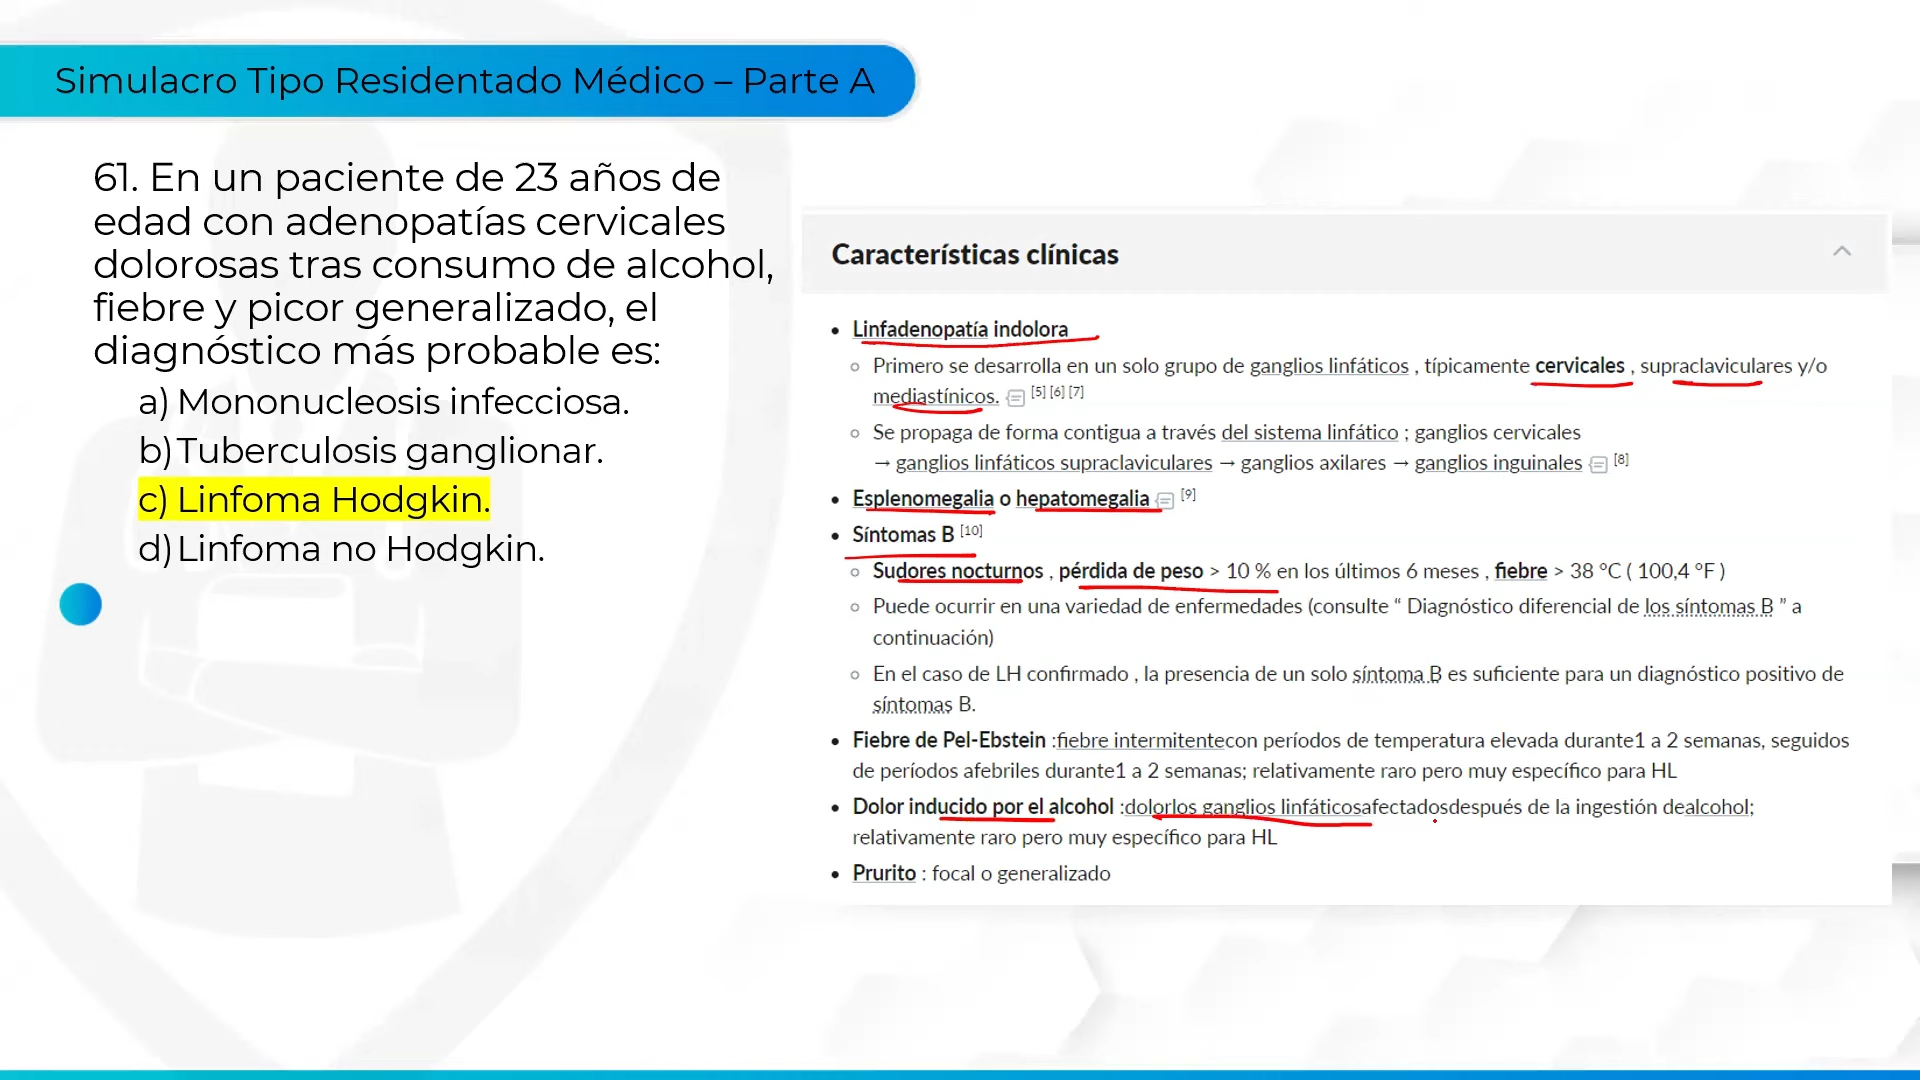 Simulacro Tipo Residentado Médico – Parte A
61. En un paciente de 23 años de
edad con adenopatías cervicales
dolorosas tras consumo de alcohol,
fiebre y picor generalizado, el
diagnóstico más probable es:
a) Mononucleosis infecciosa.
b) Tuberculosis ganglionar.
c) Linfoma Hodgkin.
d) Linfoma no Hodgkin.
Características clínicas
• Linfadenopatía indolora
○ Primero se desarrolla en un solo grupo de ganglios linfáticos , típicamente cervicales , supraclaviculares y/o
mediastínicos. [5] [6] [7]
○ Se propaga de forma contigua a través del sistema linfático ; ganglios cervicales
→ ganglios linfáticos supraclaviculares → ganglios axilares → ganglios inguinales [8]
• Esplenomegalia o hepatomegalia [9]
• Síntomas B [10]
○ Sudores nocturnos , pérdida de peso > 10 % en los últimos 6 meses , fiebre > 38 °C ( 100,4 °F )
○ Puede ocurrir en una variedad de enfermedades (consulte “ Diagnóstico diferencial de los síntomas B ” a
continuación)
○ En el caso de LH confirmado , la presencia de un solo síntoma B es suficiente para un diagnóstico positivo de
síntomas B.
• Fiebre de Pel-Ebstein :fiebre intermitentecon períodos de temperatura elevada durante1 a 2 semanas, seguidos
de períodos afebriles durante1 a 2 semanas; relativamente raro pero muy específico para HL
• Dolor inducido por el alcohol :dolorlos ganglios linfáticosafectadosdespués de la ingestión dealcohol;
relativamente raro pero muy específico para HL
• Prurito : focal o generalizado